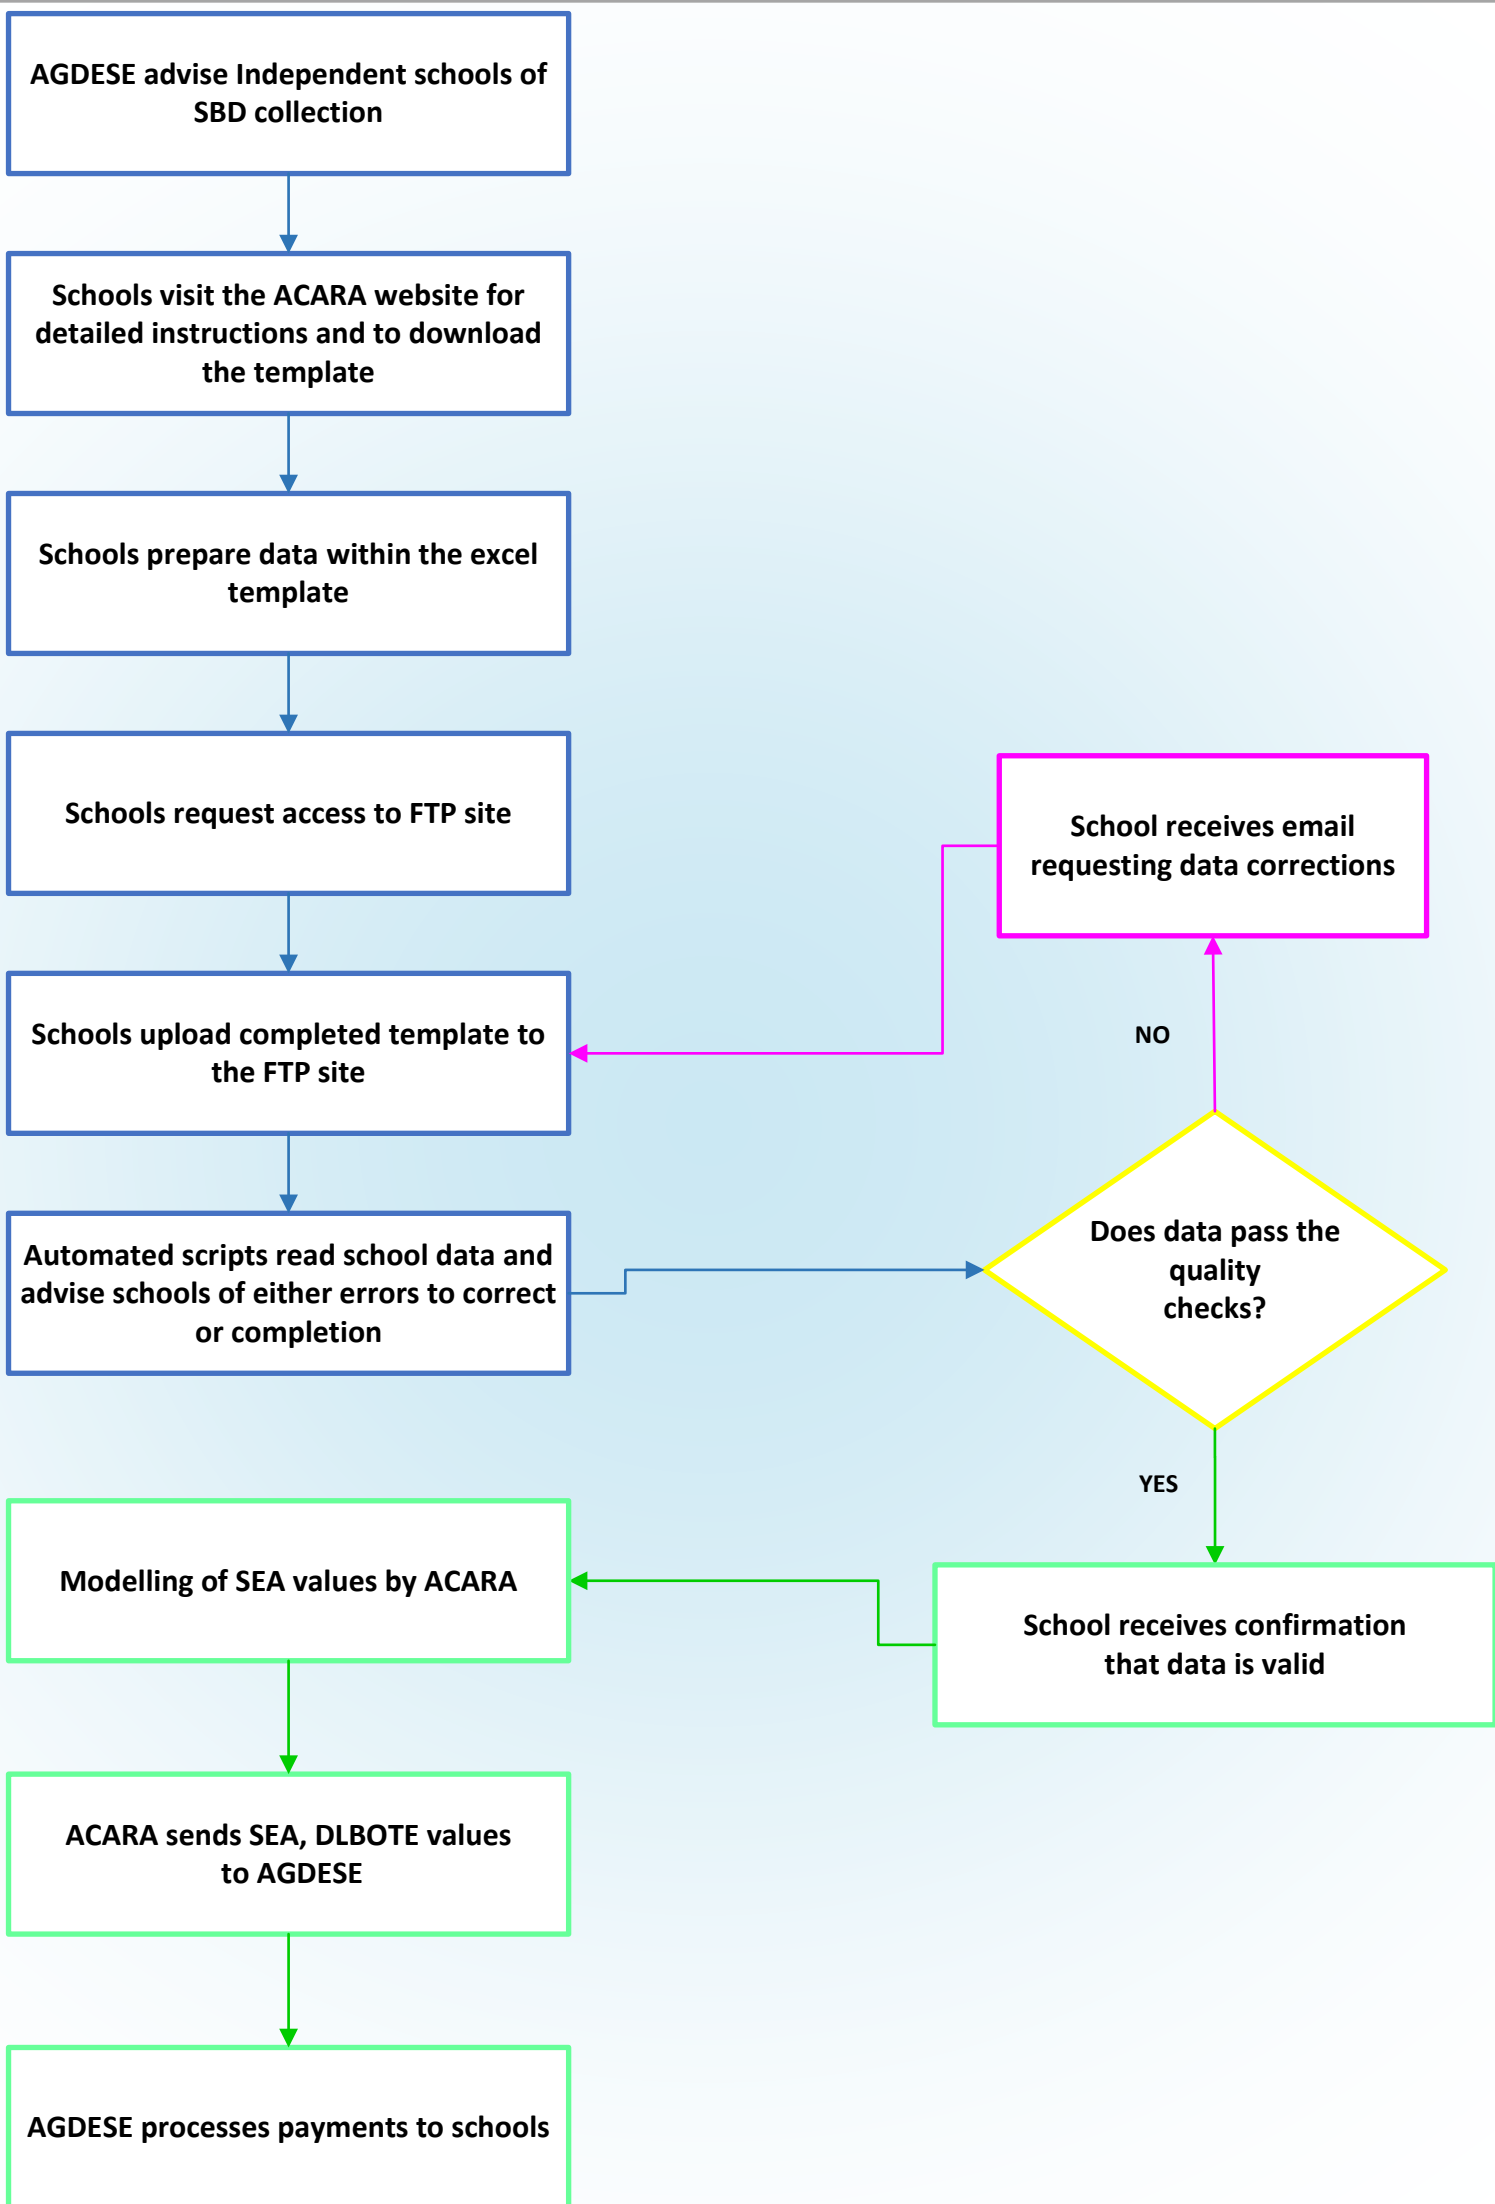 AGDESE advise Independent schools of
SBD collection
Schools visit the ACARA website for
detailed instructions and to download
the template
Schools prepare data within the excel
template
Schools request access to FTP site
School receives email
requesting data corrections
Schools upload completed template to
the FTP site
NO
Automated scripts read school data and
advise schools of either errors to correct
or completion
Does data pass the
quality
checks?
YES
School receives confirmation
that data is valid
Modelling of SEA values by ACARA
ACARA sends SEA, DLBOTE values
to AGDESE
AGDESE processes payments to schools